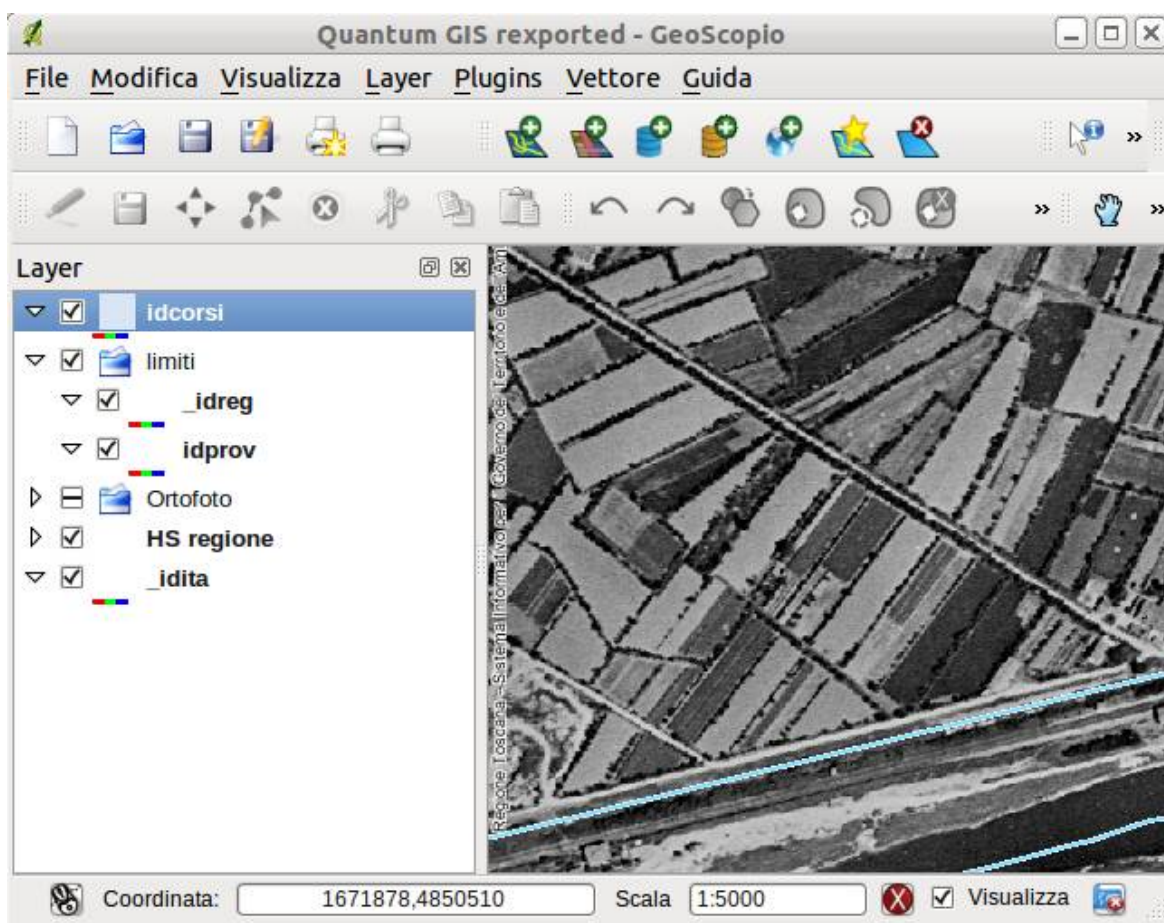 Quantum GIS rexported - GeoScopio
File Modifica Visualizza Layer Plugins Vettore Guida
»
» »
Layer
idcorsi
limiti
_idreg
idprov
Ortofoto
HS regione
_idita
Regione Toscana - Sistema Informativo per il Governo del Territorio e da. Am
Coordinata: 1671878,4850510 Scala 1:5000 Visualizza